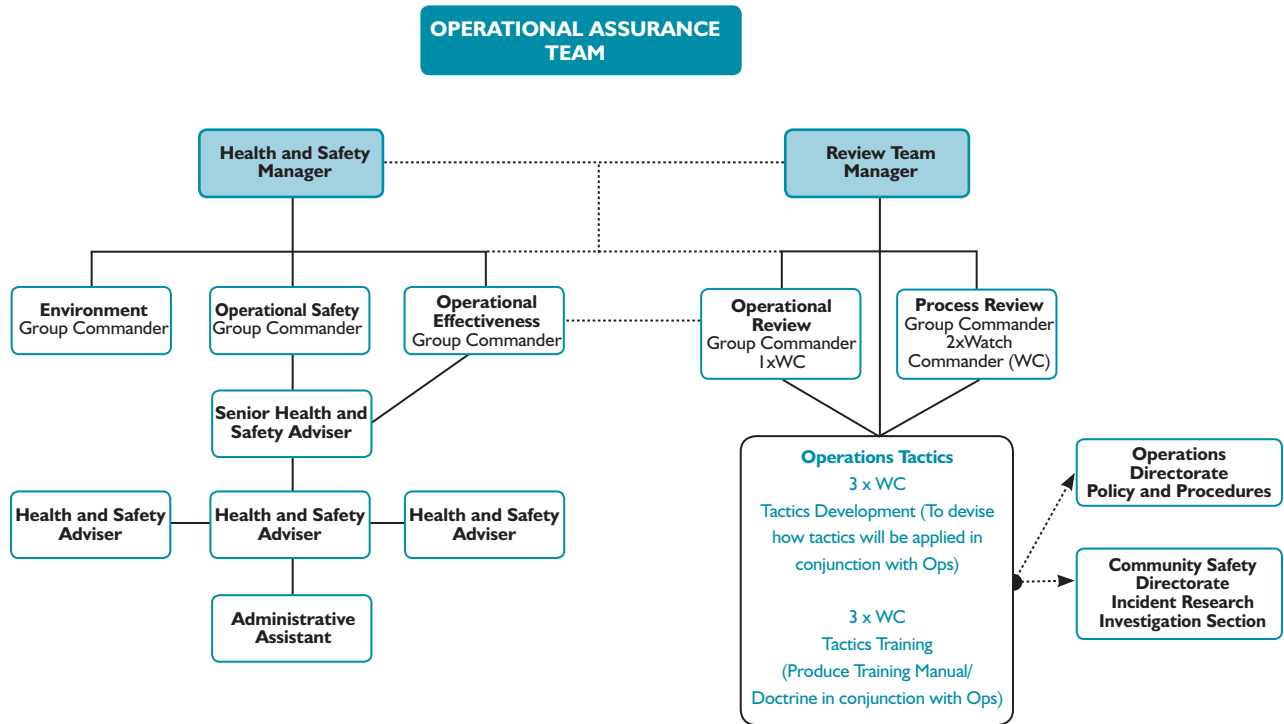 OPERATIONAL ASSURANCE
TEAM
Health and Safety
Manager
Review Team
Manager
Environment
Group Commander
Operational Safety
Group Commander
Operational
Effectiveness
Group Commander
Operational
Review
Group Commander
1xWC
Process Review
Group Commander
2xWatch
Commander (WC)
Senior Health and
Safety Adviser
Health and Safety
Adviser
Health and Safety
Adviser
Health and Safety
Adviser
Administrative
Assistant
Operations Tactics
3 x WC
Tactics Development (To devise
how tactics will be applied in
conjunction with Ops)
3 x WC
Tactics Training
(Produce Training Manual/
Doctrine in conjunction with Ops)
Operations
Directorate
Policy and Procedures
Community Safety
Directorate
Incident Research
Investigation Section